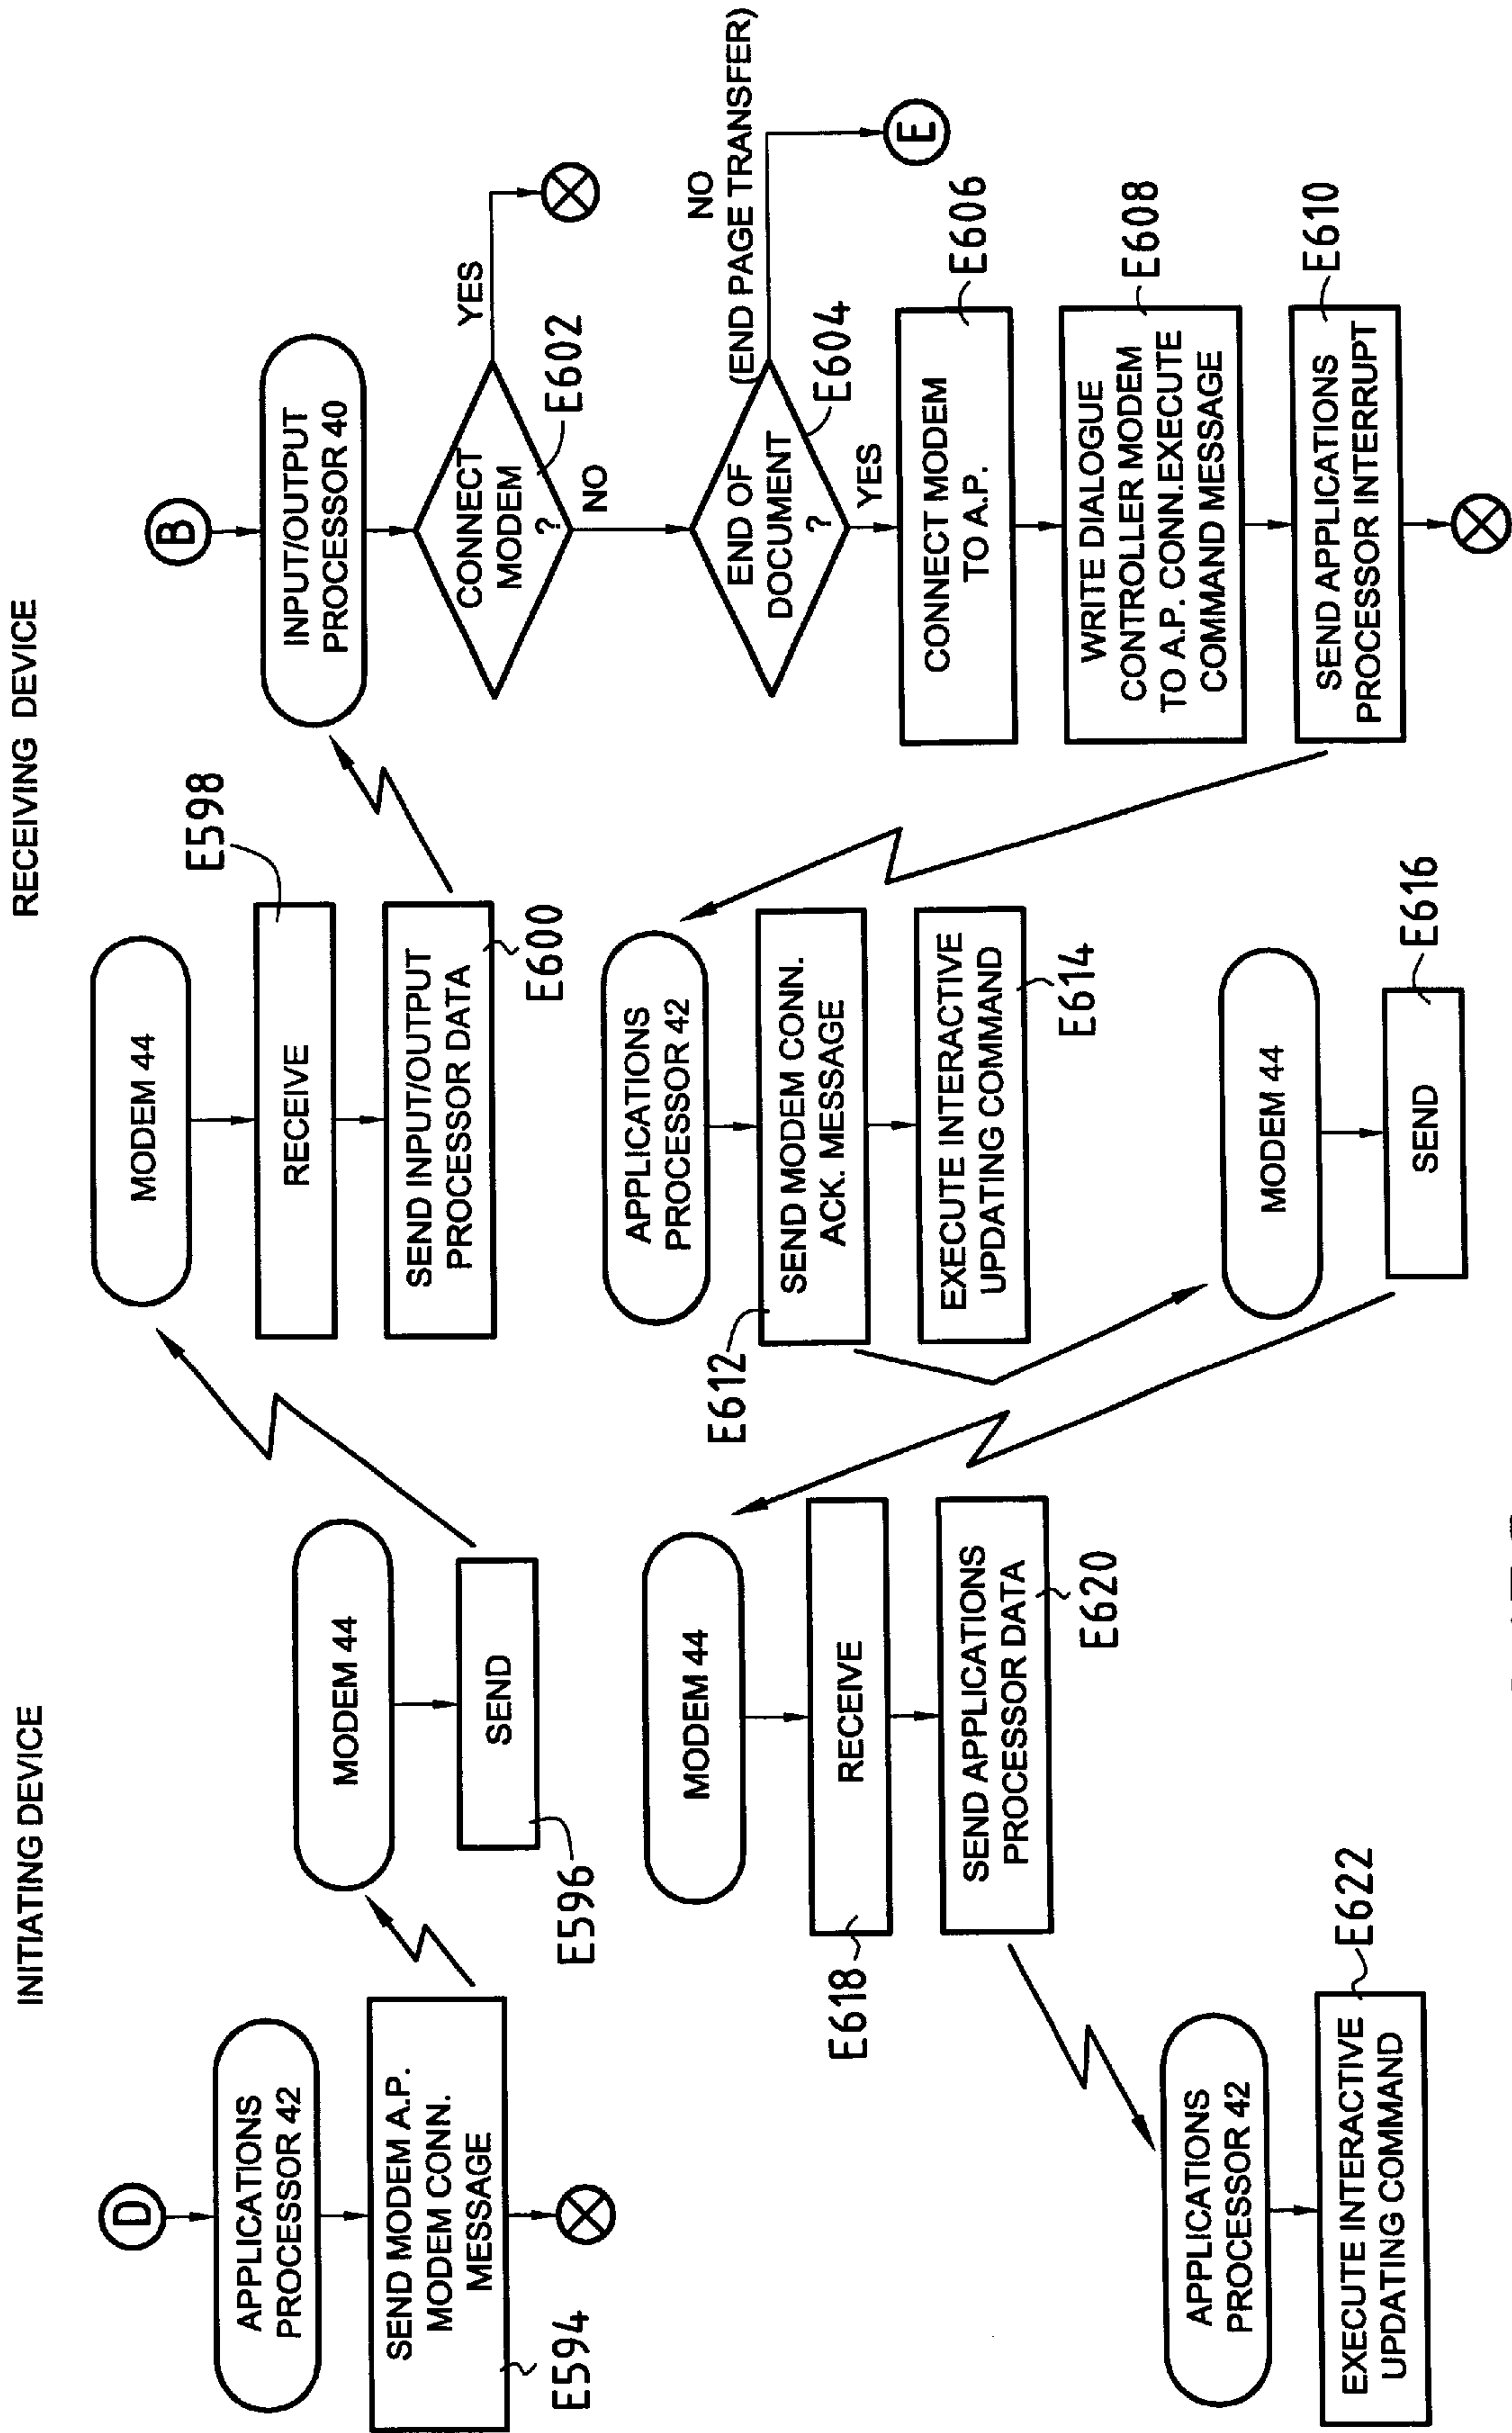 INITIATING DEVICE
RECEIVING DEVICE
D
APPLICATIONS
PROCESSOR 42
SEND MODEM A.P.
MODEM CONN.
MESSAGE
E594
MODEM 44
SEND
E596
MODEM 44
RECEIVE
E598
SEND INPUT/OUTPUT
PROCESSOR DATA
E600
B
INPUT/OUTPUT
PROCESSOR 40
CONNECT
MODEM
?
E602
YES
NO
END OF
DOCUMENT
?
E604
NO
(END PAGE TRANSFER)
E
YES
CONNECT MODEM
TO A.P.
E606
WRITE DIALOGUE
CONTROLLER MODEM
TO A.P. CONN.EXECUTE
COMMAND MESSAGE
E608
SEND APPLICATIONS
PROCESSOR INTERRUPT
E610
APPLICATIONS
PROCESSOR 42
SEND MODEM CONN.
ACK. MESSAGE
E612
EXECUTE INTERACTIVE
UPDATING COMMAND
E614
MODEM 44
SEND
E616
MODEM 44
RECEIVE
E618
SEND APPLICATIONS
PROCESSOR DATA
E620
APPLICATIONS
PROCESSOR 42
EXECUTE INTERACTIVE
UPDATING COMMAND
E622